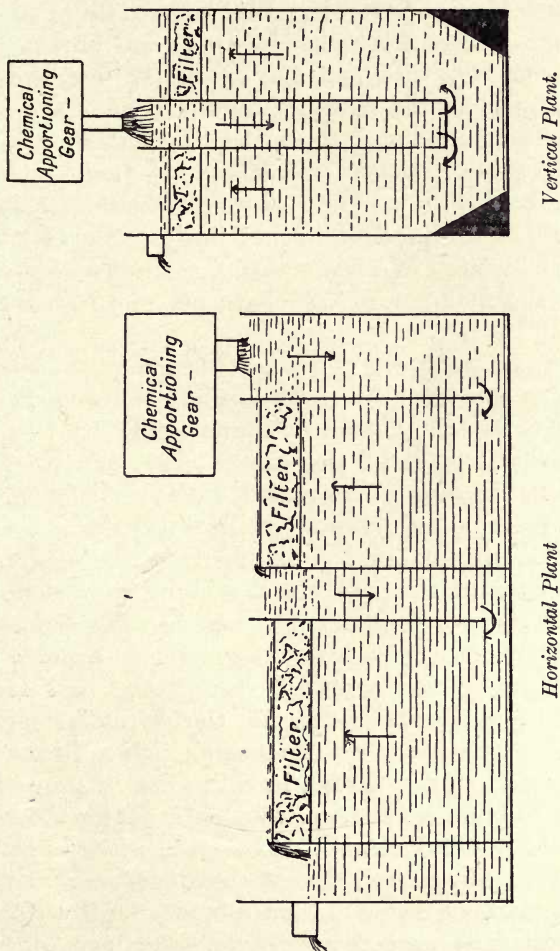 Chemical
Apportioning
Gear –
Filter
Filter
Horizontal Plant
Chemical
Apportioning
Gear –
Filter
Vertical Plant.